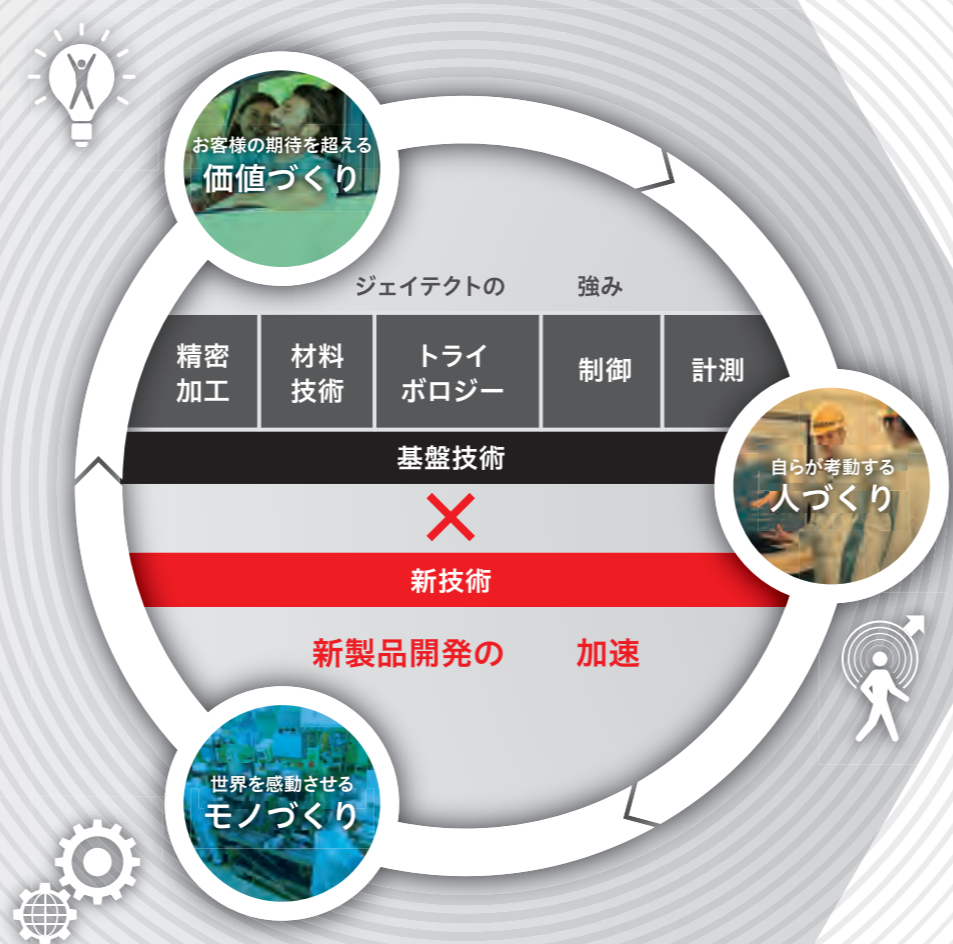 お客様の期待を超える
価値づくり
ジェイテクトの 強み
精密
加工
材料
技術
トライ
ボロジー
制御
計測
基盤技術
×
新技術
新製品開発の 加速
自らが考動する
人づくり
世界を感動させる
モノづくり